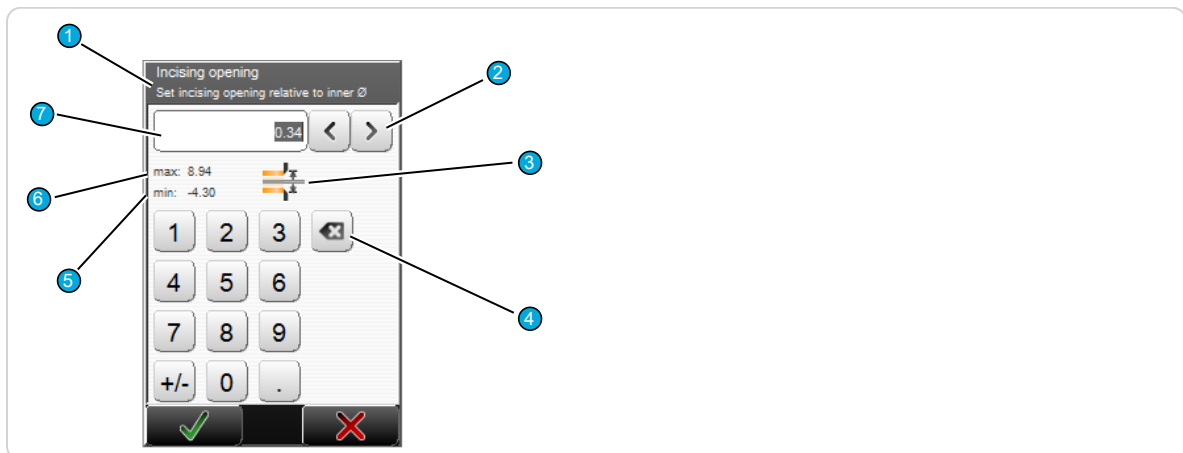 1
Incising opening
Set incising opening relative to inner Ø
2
7
0.34
max: 8.94
3
6
min: -4.30
1 2 3
4
5
4 5 6
7 8 9
+/- 0 .